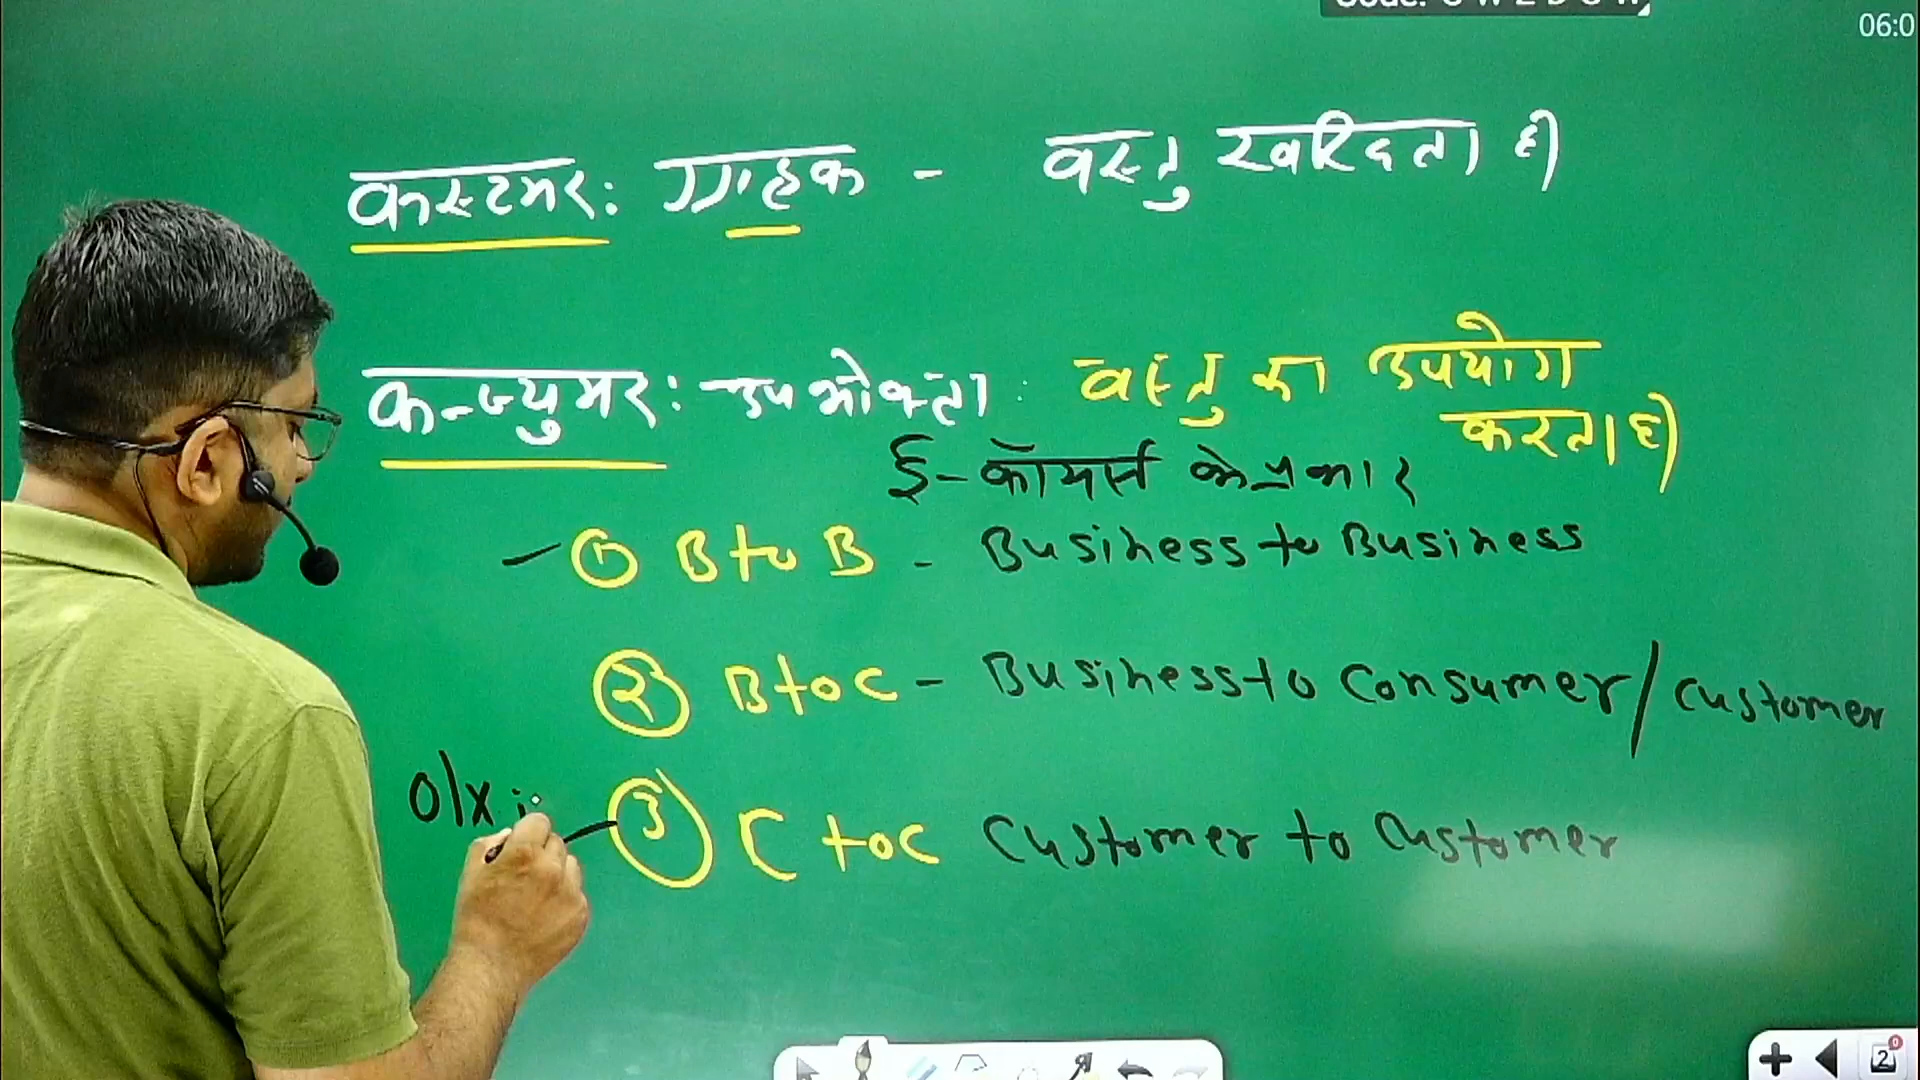 06:0
कस्टमर: ग्राहक - वस्तु खरिदता है
कन्ज्युमर: उपभोक्ता: वस्तु का उपयोग
करता है
ई-कॉमर्स के प्रकार
① B to B - Business to Business
② B to C - Business to Consumer / Customer
Olx
③ C to C Customer to Customer
2